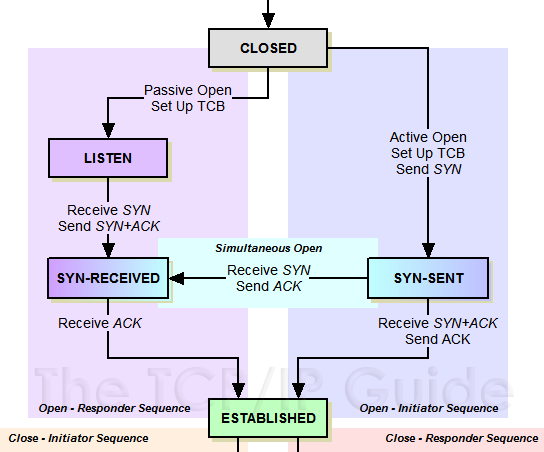 CLOSED
Passive Open
Set Up TCB
Active Open
Set Up TCB
Send SYN
LISTEN
Receive SYN
Send SYN+ACK
Simultaneous Open
SYN-RECEIVED
Receive SYN
Send ACK
SYN-SENT
Receive ACK
Receive SYN+ACK
Send ACK
The TCP/IP Guide
Open - Responder Sequence
ESTABLISHED
Open - Initiator Sequence
Close - Initiator Sequence
Close - Responder Sequence